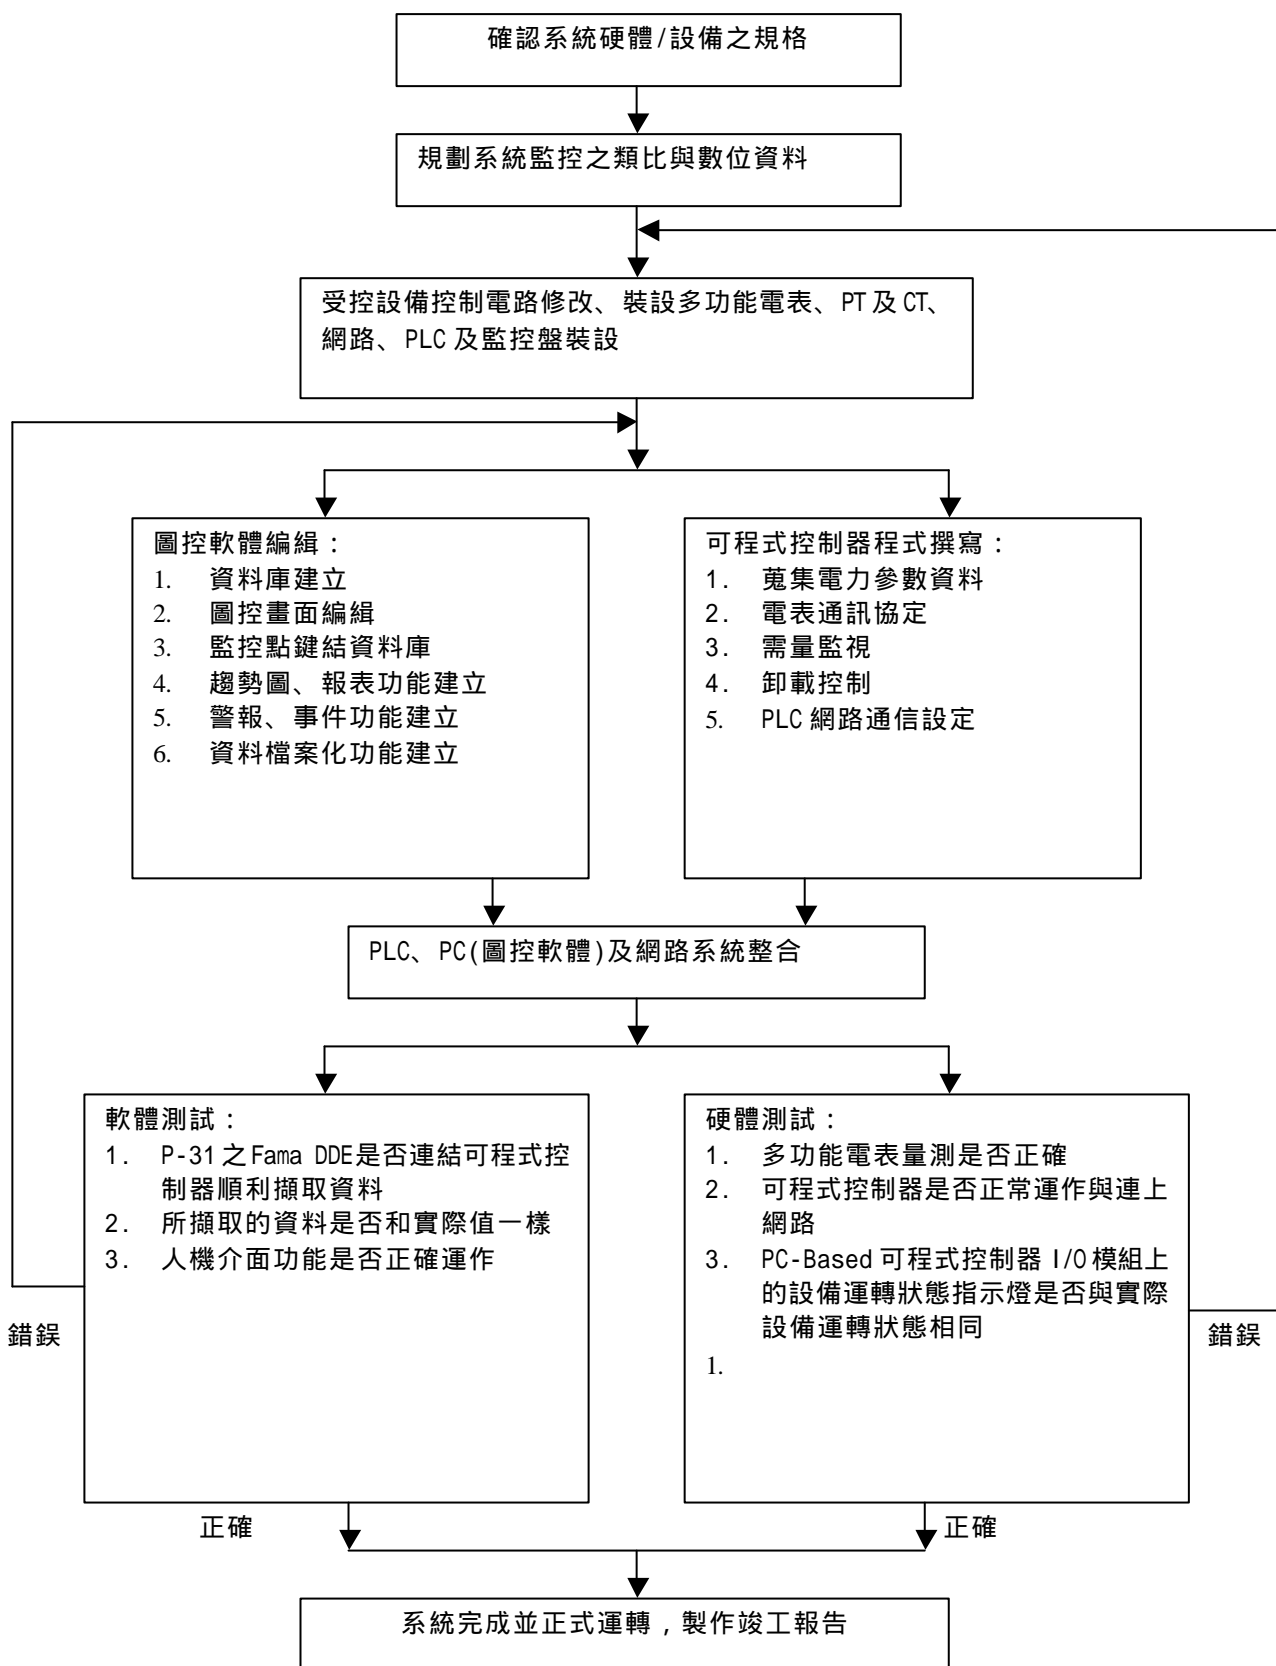 確認系統硬體/設備之規格
規劃系統監控之類比與數位資料
受控設備控制電路修改、裝設多功能電表、PT及CT、
網路、PLC及監控盤裝設
圖控軟體編緝：
1. 資料庫建立
2. 圖控畫面編緝
3. 監控點鍵結資料庫
4. 趨勢圖、報表功能建立
5. 警報、事件功能建立
6. 資料檔案化功能建立
可程式控制器程式撰寫：
1. 蒐集電力參數資料
2. 電表通訊協定
3. 需量監視
4. 卸載控制
5. PLC網路通信設定
PLC、PC(圖控軟體)及網路系統整合
軟體測試：
1. P-31之Fama DDE是否連結可程式控
制器順利擷取資料
2. 所擷取的資料是否和實際值一樣
3. 人機介面功能是否正確運作
硬體測試：
1. 多功能電表量測是否正確
2. 可程式控制器是否正常運作與連上
網路
3. PC-Based可程式控制器I/O模組上
的設備運轉狀態指示燈是否與實際
設備運轉狀態相同
1.
錯誤
錯誤
正確
正確
系統完成並正式運轉，製作竣工報告